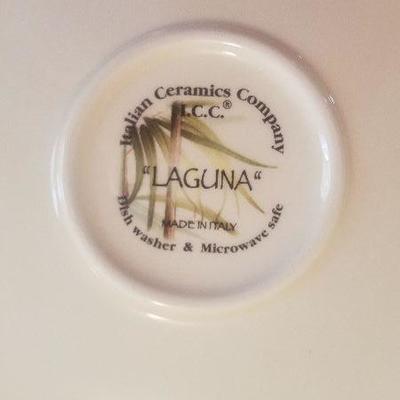 Italian Ceramics Company
I.C.C.®
"LAGUNA"
MADE IN ITALY
Dish washer & Microwave safe